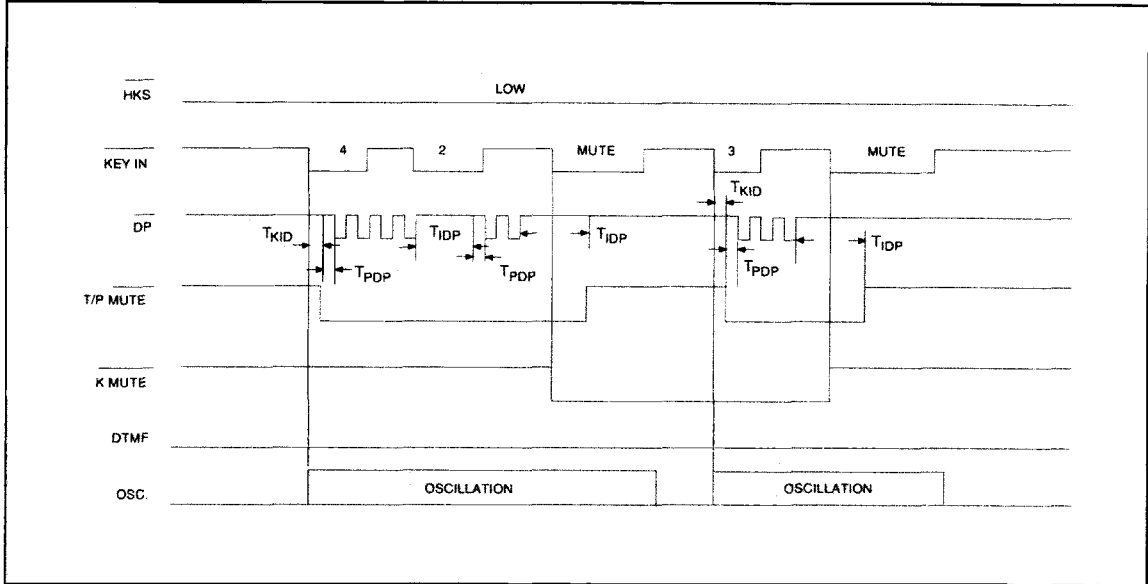 HKS LOW
KEY IN 4 2 MUTE 3 MUTE
TKID
DP
TKID TIDP TIDP TIDP
TPDP TPDP TPDP
T/P MUTE
K MUTE
DTMF
OSC. OSCILLATION OSCILLATION